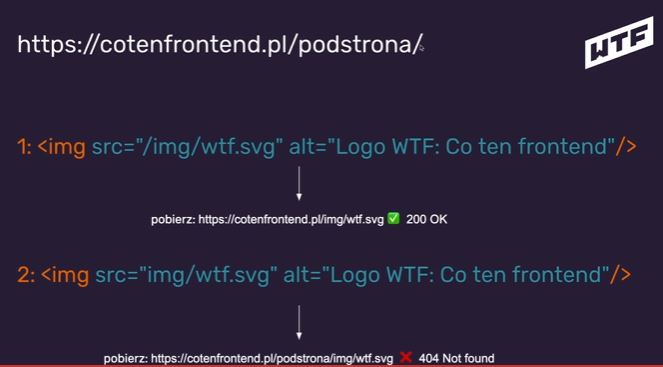 https://cotenfrontend.pl/podstrona/
WTF
1: <img src="/img/wtf.svg" alt="Logo WTF: Co ten frontend"/>
pobierz: https://cotenfrontend.pl/img/wtf.svg ✅ 200 OK
2: <img src="img/wtf.svg" alt="Logo WTF: Co ten frontend"/>
pobierz: https://cotenfrontend.pl/podstrona/img/wtf.svg ❌ 404 Not found